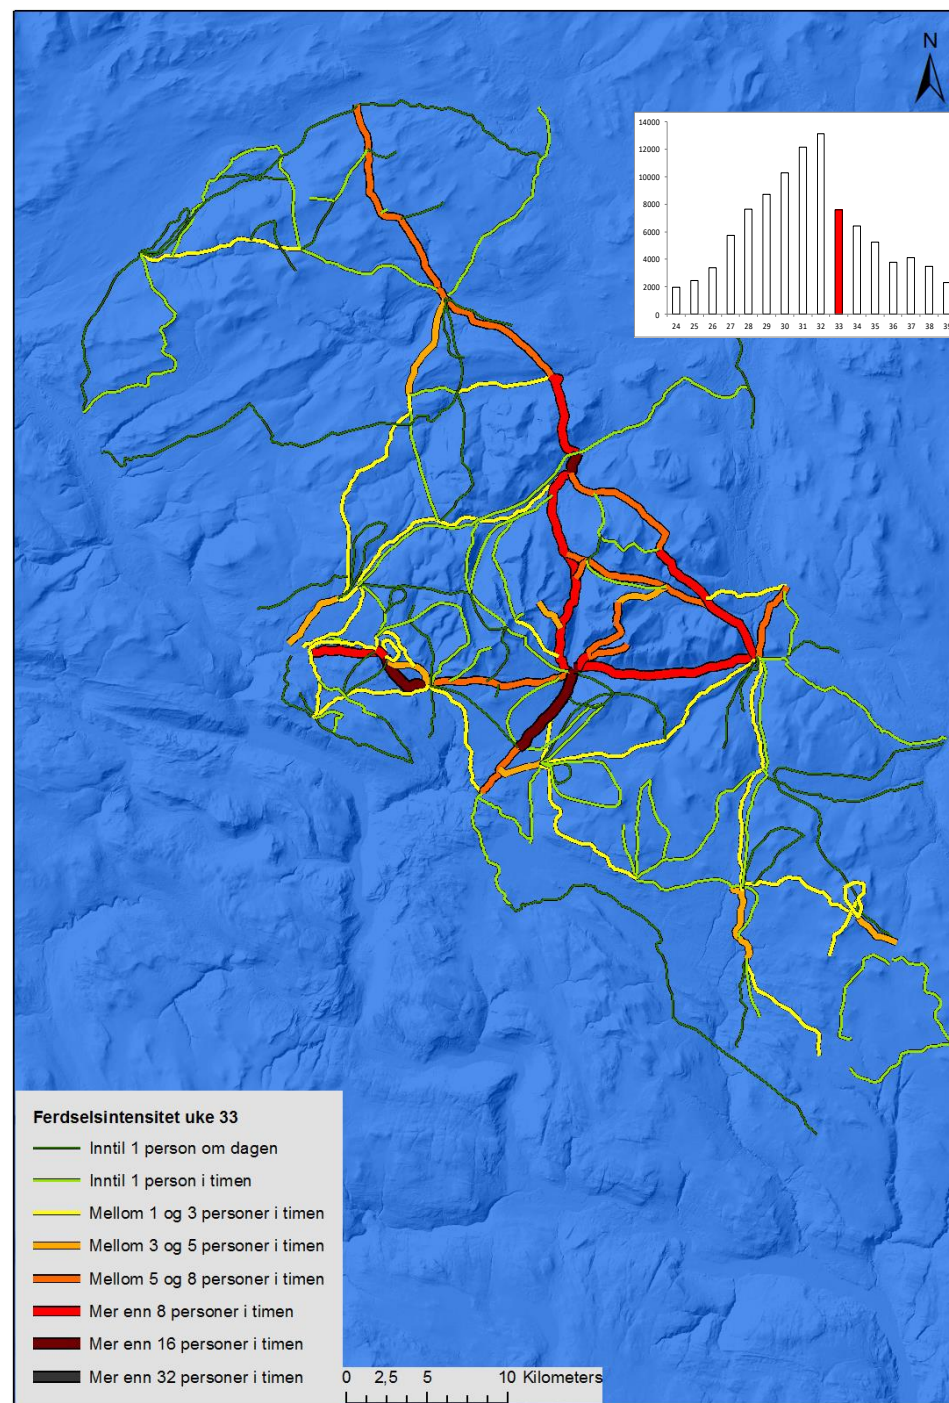 N
14000
12000
10000
8000
6000
4000
2000
0
24 25 26 27 28 29 30 31 32 33 34 35 36 37 38 39
Ferdselsintensitet uke 33
Inntil 1 person om dagen
Inntil 1 person i timen
Mellom 1 og 3 personer i timen
Mellom 3 og 5 personer i timen
Mellom 5 og 8 personer i timen
Mer enn 8 personer i timen
Mer enn 16 personer i timen
Mer enn 32 personer i timen
0 2,5 5 10 Kilometers